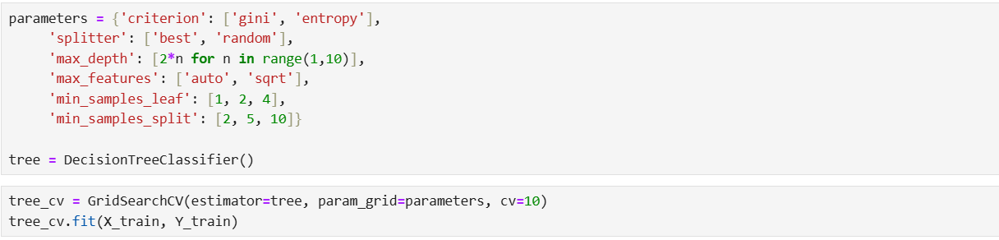 parameters = {'criterion': ['gini', 'entropy'],
     'splitter': ['best', 'random'],
     'max_depth': [2*n for n in range(1,10)],
     'max_features': ['auto', 'sqrt'],
     'min_samples_leaf': [1, 2, 4],
     'min_samples_split': [2, 5, 10]}
tree = DecisionTreeClassifier()
tree_cv = GridSearchCV(estimator=tree, param_grid=parameters, cv=10)
tree_cv.fit(X_train, Y_train)